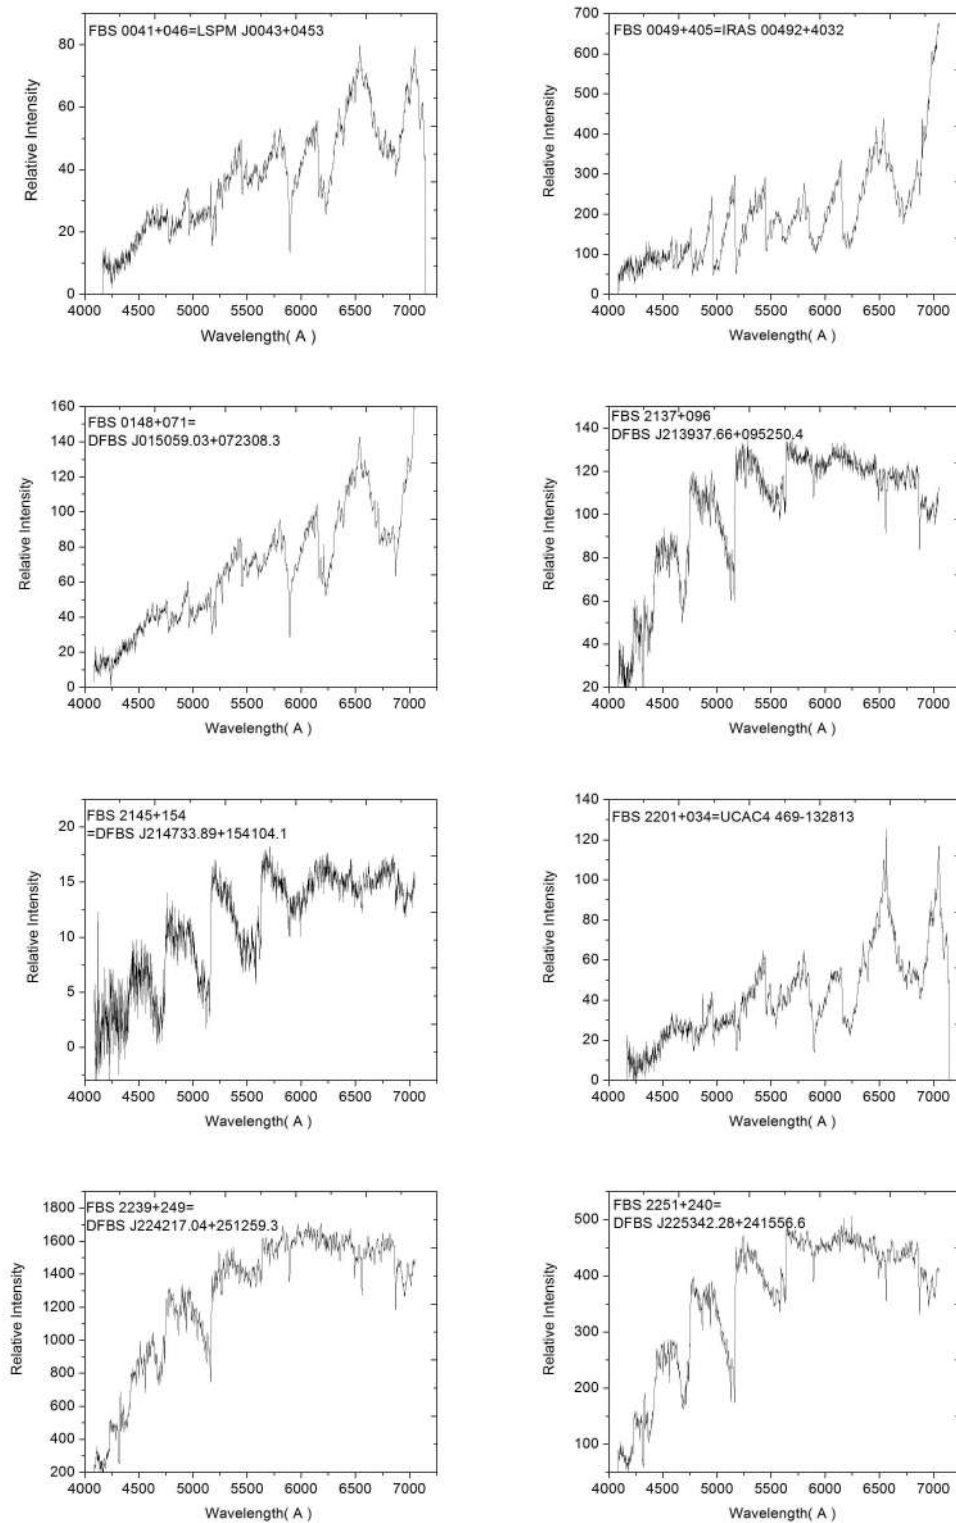 FBS 0041+046=LSPM J0043+0453
80
60
40
20
0
Relative Intensity
4000 4500 5000 5500 6000 6500 7000
Wavelength( A )
FBS 0049+405=IRAS 00492+4032
700
600
500
400
300
200
100
0
Relative Intensity
4000 4500 5000 5500 6000 6500 7000
Wavelength( A )
FBS 0148+071=
DFBS J015059.03+072308.3
160
140
120
100
80
60
40
20
0
Relative Intensity
4000 4500 5000 5500 6000 6500 7000
Wavelength( A )
FBS 2137+096
DFBS J213937.66+095250.4
140
120
100
80
60
40
20
Relative Intensity
4000 4500 5000 5500 6000 6500 7000
Wavelength( A )
FBS 2145+154
=DFBS J214733.89+154104.1
20
15
10
5
0
Relative Intensity
4000 4500 5000 5500 6000 6500 7000
Wavelength( A )
FBS 2201+034=UCAC4 469-132813
140
120
100
80
60
40
20
0
Relative Intensity
4000 4500 5000 5500 6000 6500 7000
Wavelength( A )
FBS 2239+249=
DFBS J224217.04+251259.3
1800
1600
1400
1200
1000
800
600
400
200
Relative Intensity
4000 4500 5000 5500 6000 6500 7000
Wavelength( A )
FBS 2251+240=
DFBS J225342.28+241556.6
500
400
300
200
100
Relative Intensity
4000 4500 5000 5500 6000 6500 7000
Wavelength( A )